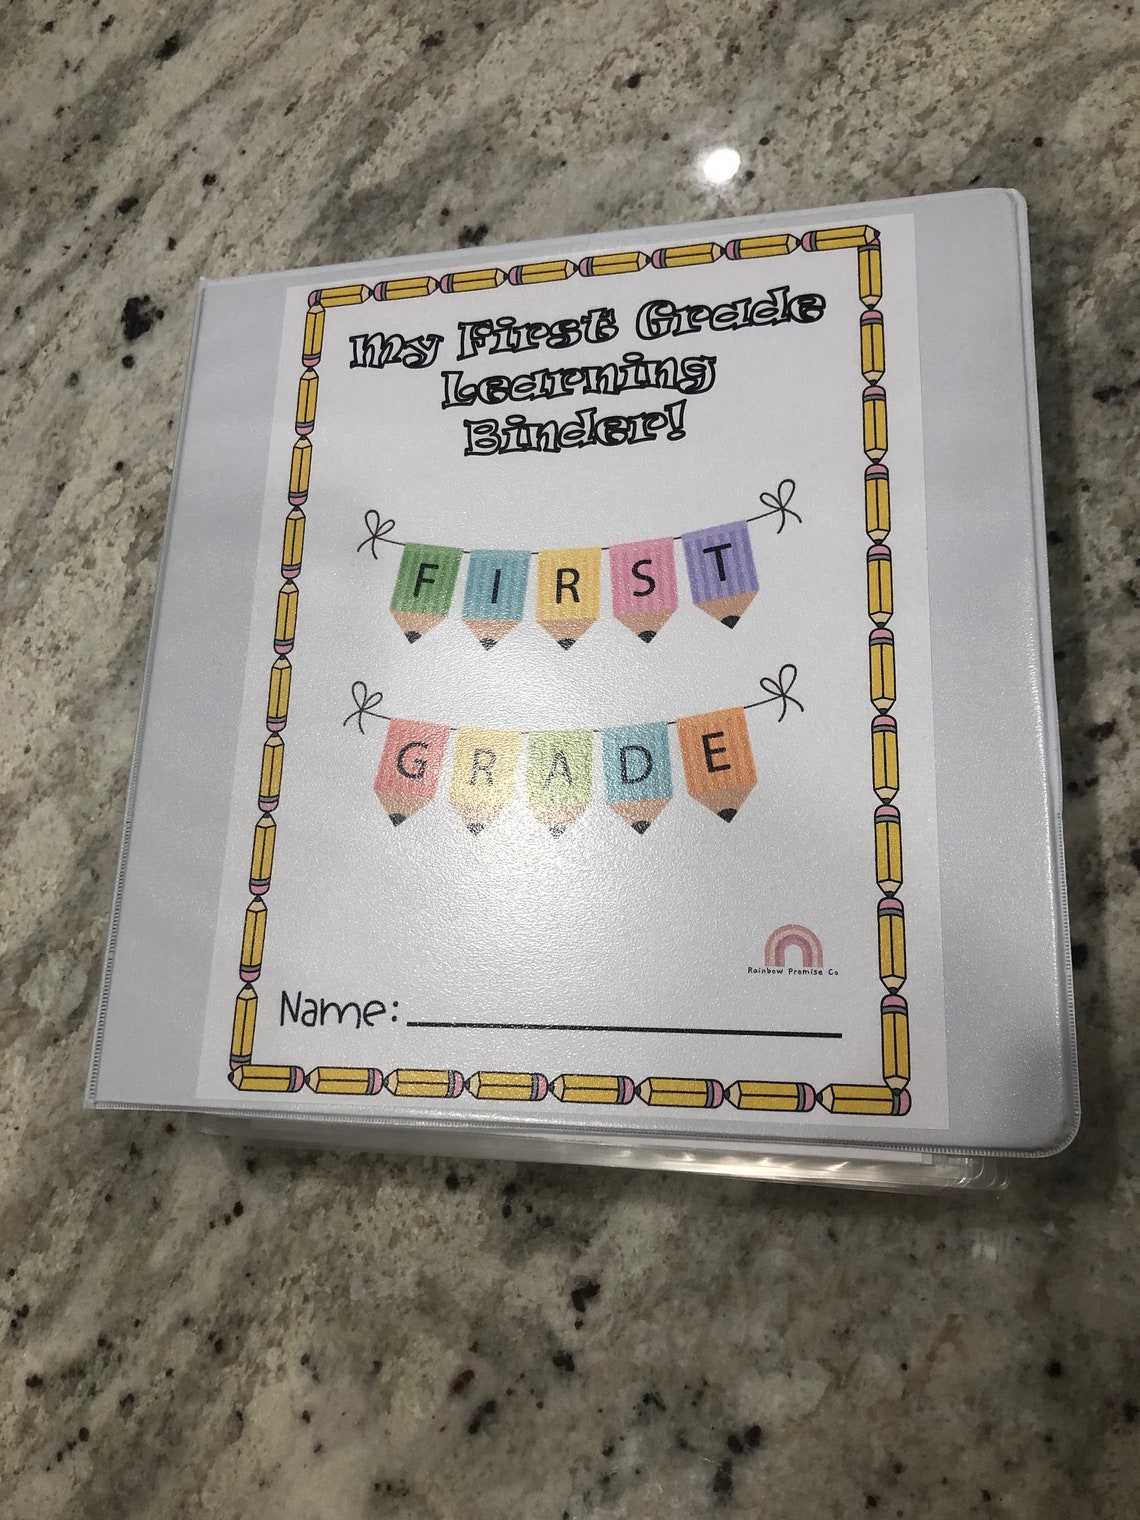 My First Grade
Learning
Binder!
FIRST
GRADE
Rainbow Promise Co
Name: